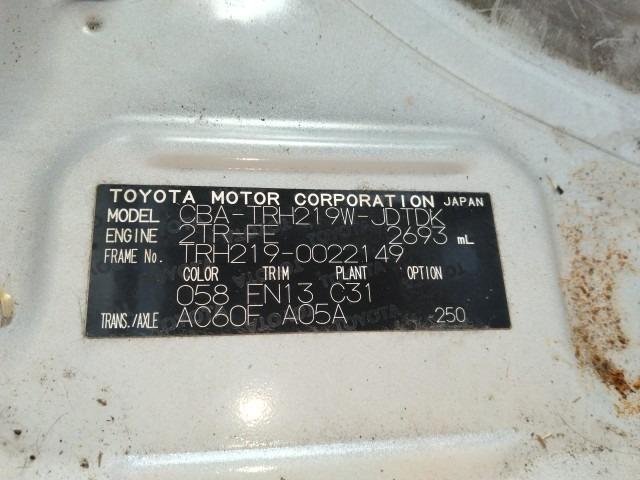 TOYOTA MOTOR CORPORATION JAPAN
MODEL CBA-TRH219W-JDTDK
ENGINE 2TR-FE 2693 mL
FRAME No. TRH219-0022149
COLOR TRIM PLANT OPTION
058 EN13 C31
TRANS./AXLE AC60F A05A 250